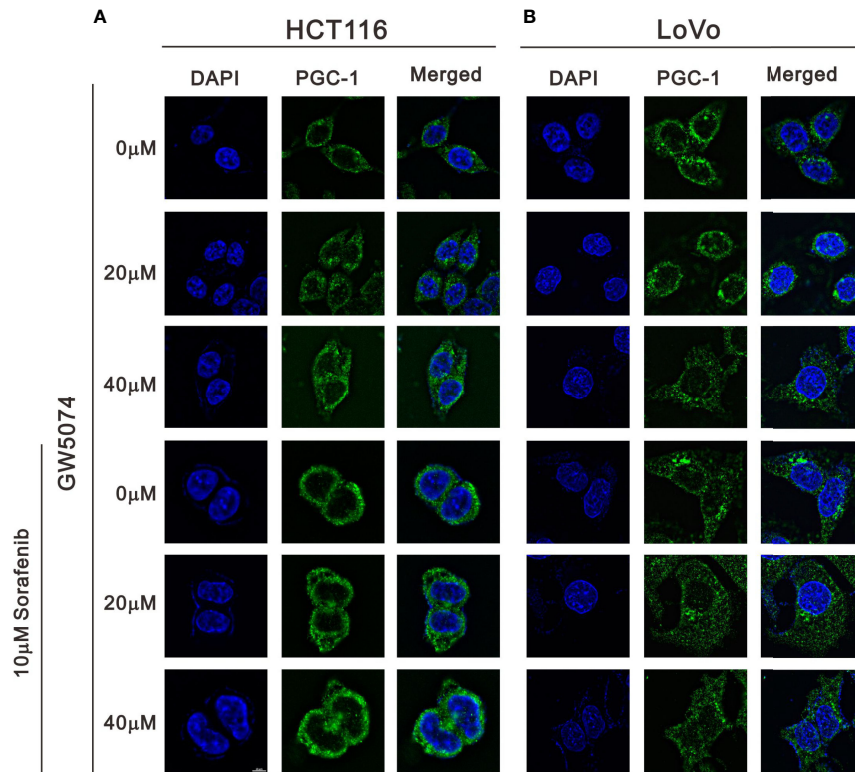 A
B
HCT116
LoVo
DAPI PGC-1 Merged DAPI PGC-1 Merged
0μM
20μM
40μM
GW5074
0μM
10μM Sorafenib
20μM
40μM